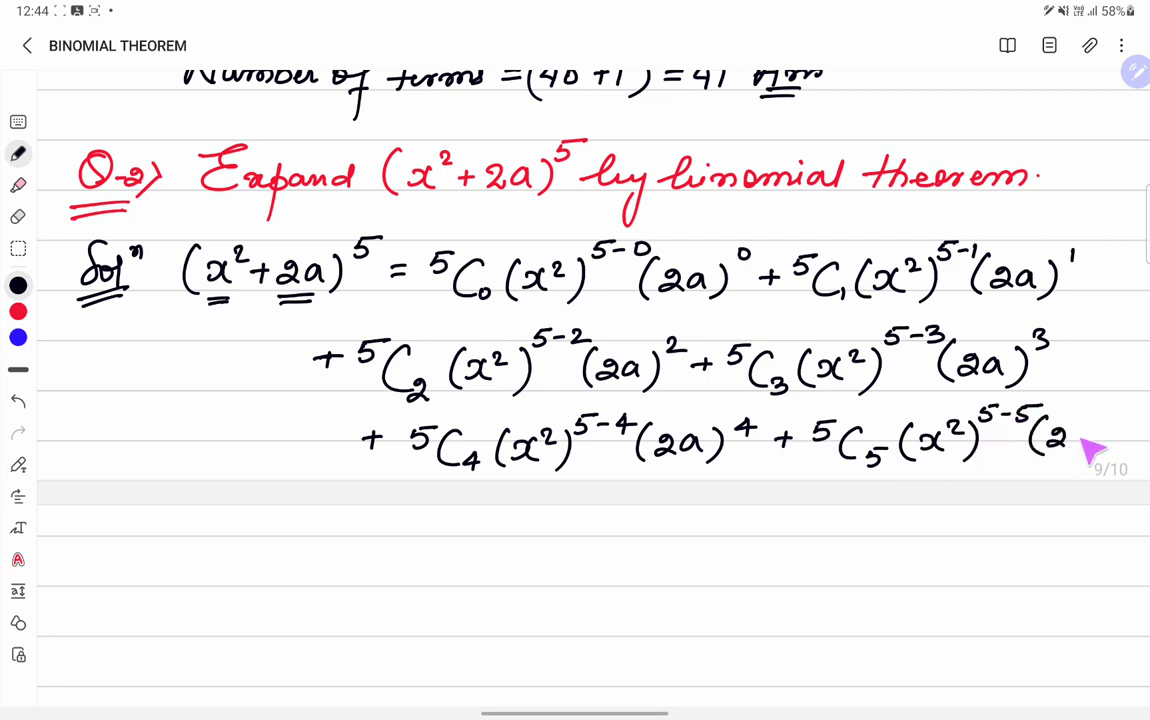 12:44 58%
BINOMIAL THEOREM
Number of terms = (40+1) = 41 Ans
Q-2) Expand (x²+2a)⁵ by binomial theorem.
Solⁿ (x²+2a)⁵ = ⁵C₀(x²)⁵⁻⁰(2a)⁰ + ⁵C₁(x²)⁵⁻¹(2a)¹
+ ⁵C₂(x²)⁵⁻²(2a)² + ⁵C₃(x²)⁵⁻³(2a)³
+ ⁵C₄(x²)⁵⁻⁴(2a)⁴ + ⁵C₅(x²)⁵⁻⁵(2
9/10